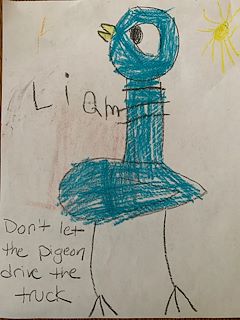 Liam
Don't let
the pigeon
drive the
truck